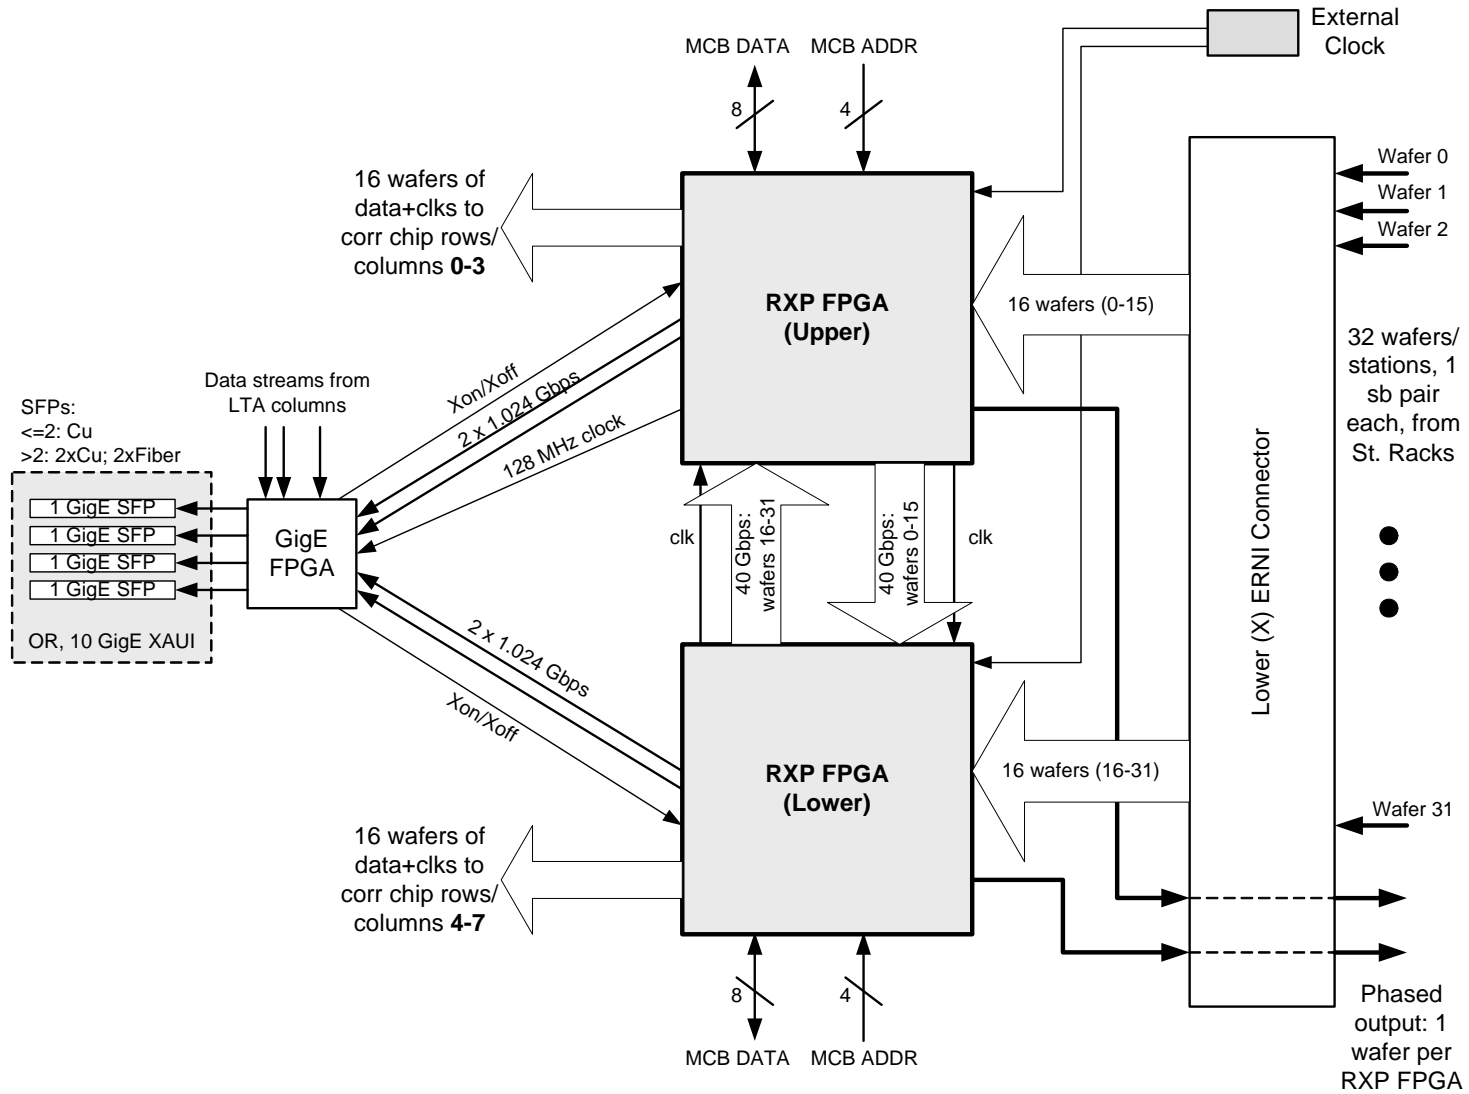 External
Clock
MCB DATA
MCB ADDR
8
4
16 wafers of
data+clks to
corr chip rows/
columns 0-3
RXP FPGA
(Upper)
16 wafers (0-15)
Wafer 0
Wafer 1
Wafer 2
32 wafers/
stations, 1
sb pair
each, from
St. Racks
Lower (X) ERNI Connector
Xon/Xoff
2 x 1.024 Gbps
128 MHz clock
Data streams from
LTA columns
SFPs:
<=2: Cu
>2: 2xCu; 2xFiber
1 GigE SFP
1 GigE SFP
1 GigE SFP
1 GigE SFP
OR, 10 GigE XAUI
GigE
FPGA
clk
40 Gbps:
wafers 16-31
40 Gbps:
wafers 0-15
clk
2 x 1.024 Gbps
Xon/Xoff
RXP FPGA
(Lower)
16 wafers (16-31)
Wafer 31
16 wafers of
data+clks to
corr chip rows/
columns 4-7
8
4
MCB DATA
MCB ADDR
Phased
output: 1
wafer per
RXP FPGA